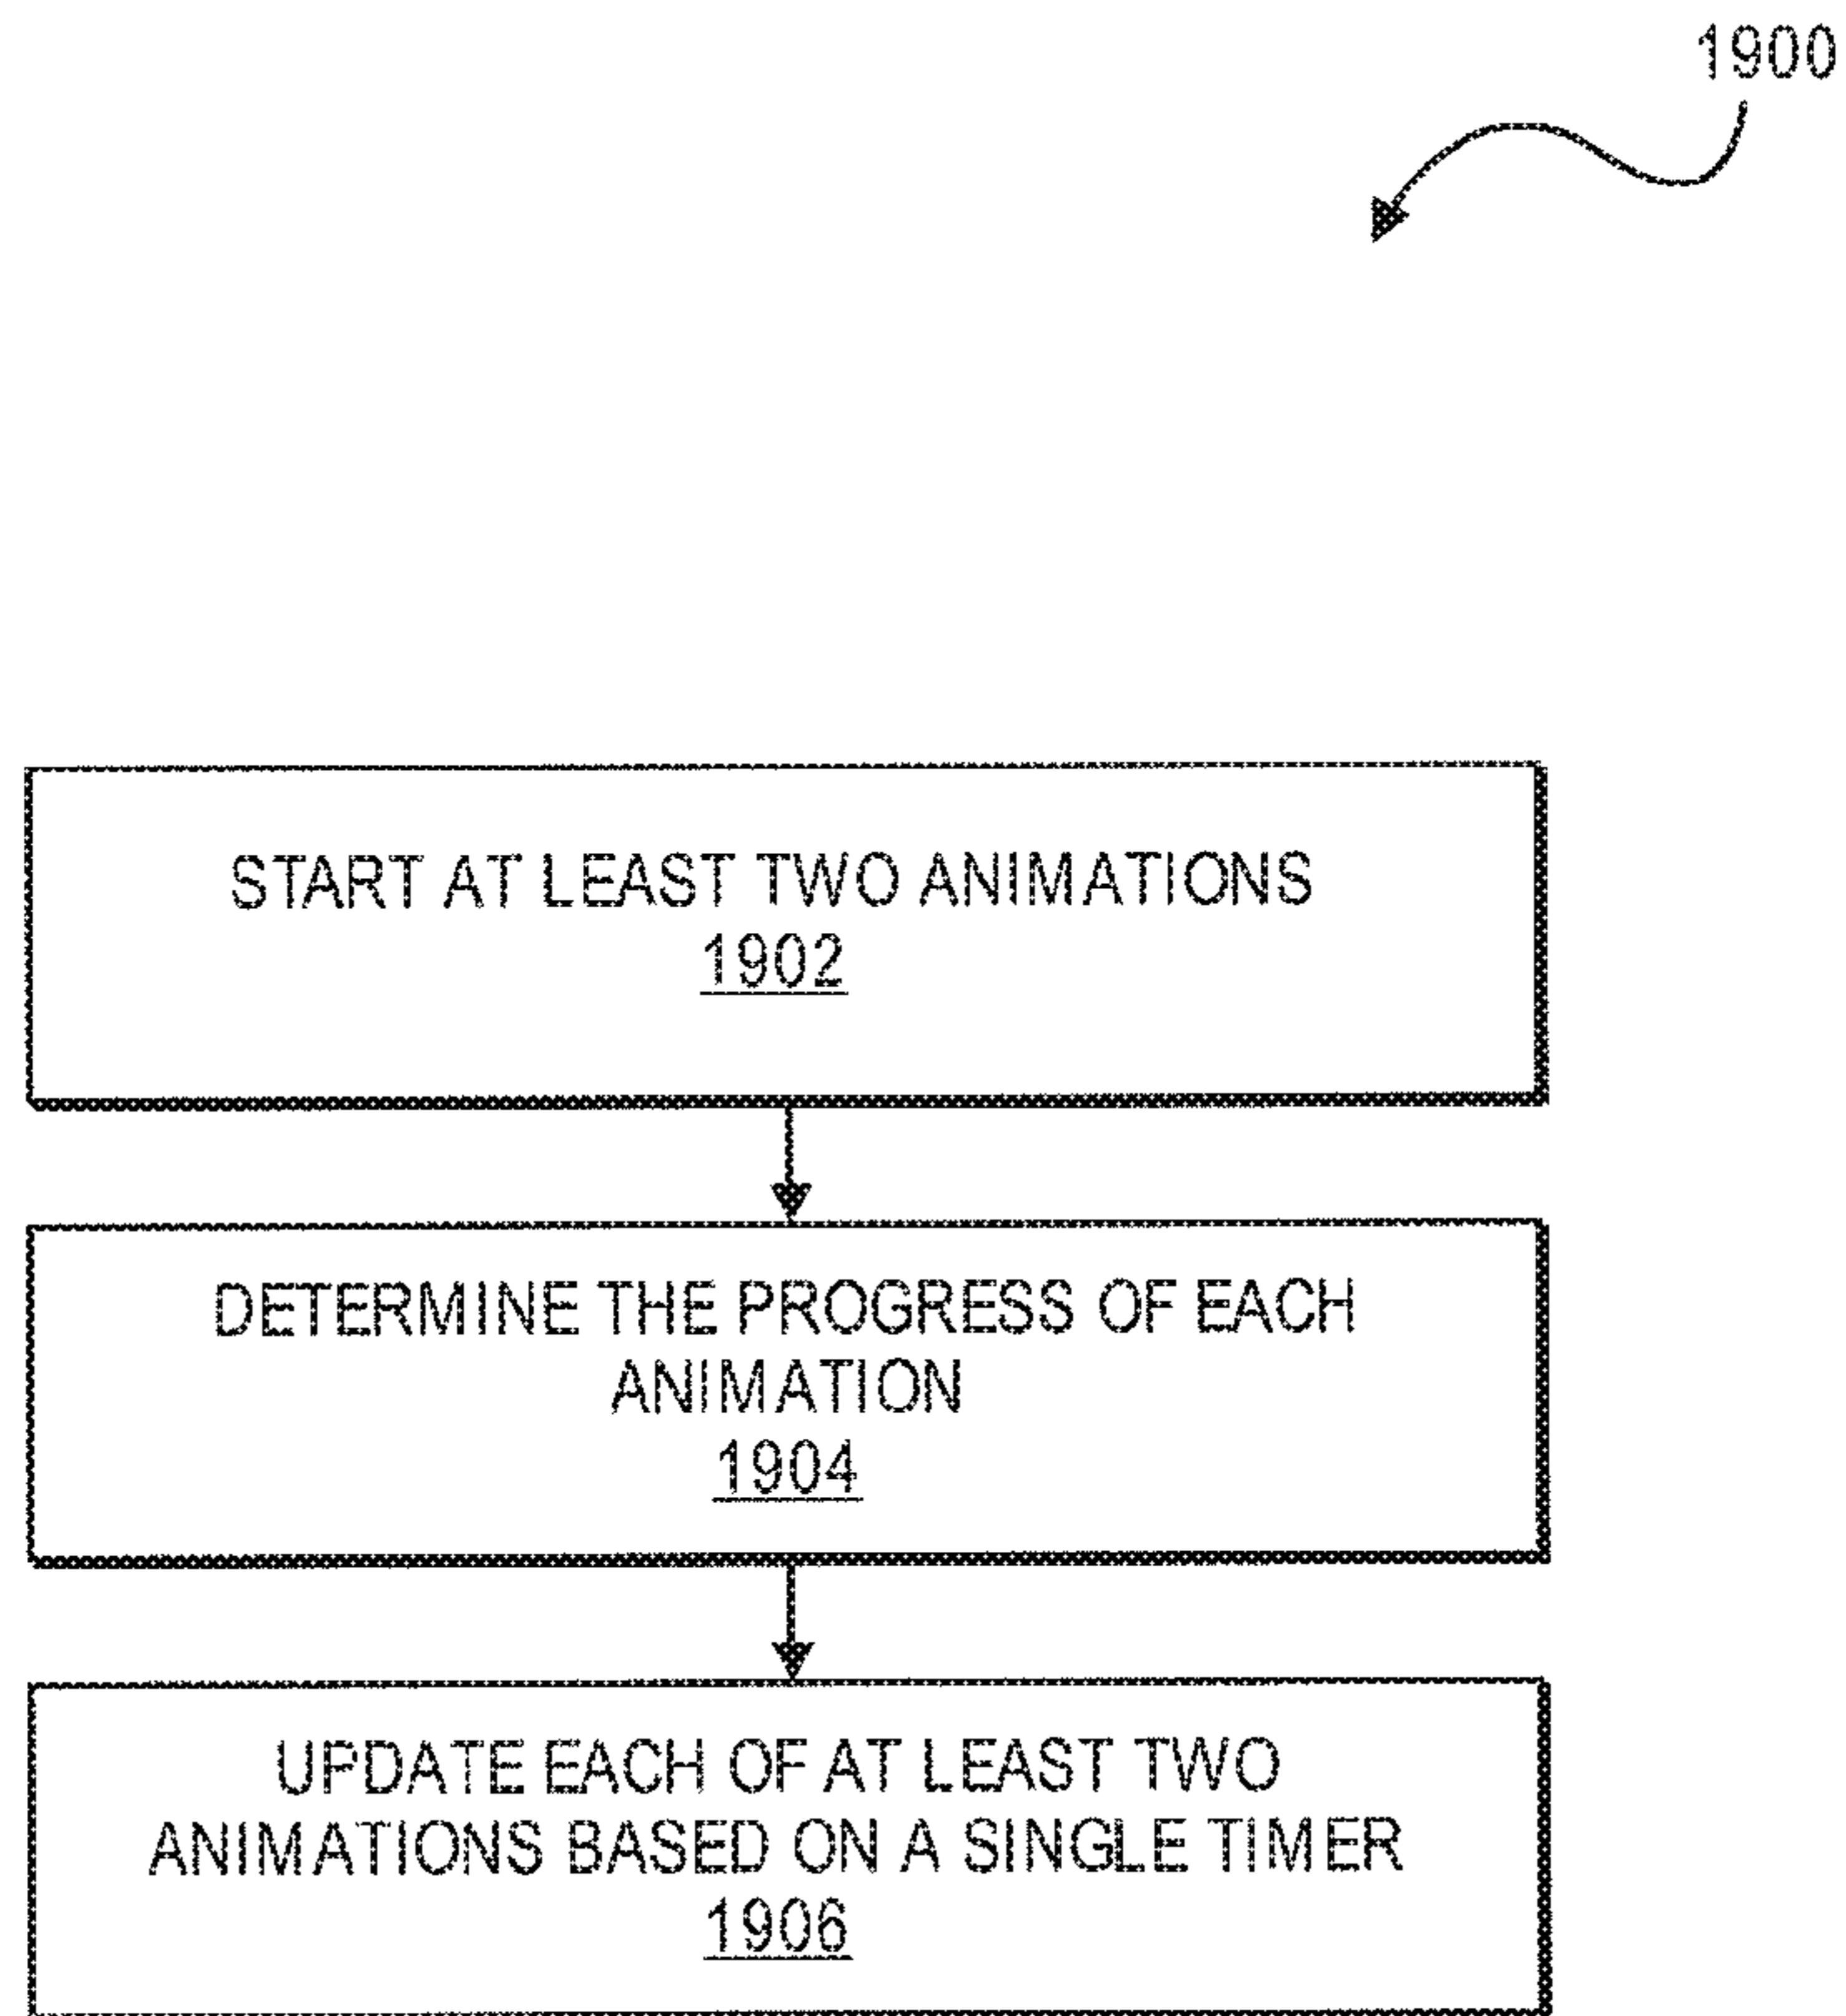 1900
START AT LEAST TWO ANIMATIONS
1902
DETERMINE THE PROGRESS OF EACH
ANIMATION
1904
UPDATE EACH OF AT LEAST TWO
ANIMATIONS BASED ON A SINGLE TIMER
1906